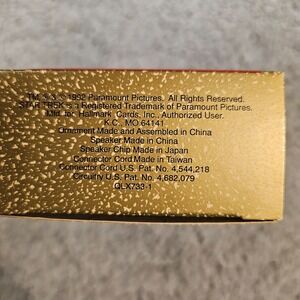 TM, ® & © 1992 Paramount Pictures. All Rights Reserved.
STAR TREK is a Registered Trademark of Paramount Pictures.
Mfd. for Hallmark Cards, Inc., Authorized User.
K.C., MO 64141
Ornament Made and Assembled in China
Speaker Made in China
Speaker Chip Made in Japan
Connector Cord Made in Taiwan
Connector Cord U.S. Pat. No. 4,544,218
Circuitry U.S. Pat. No. 4,682,079
QLX733-1